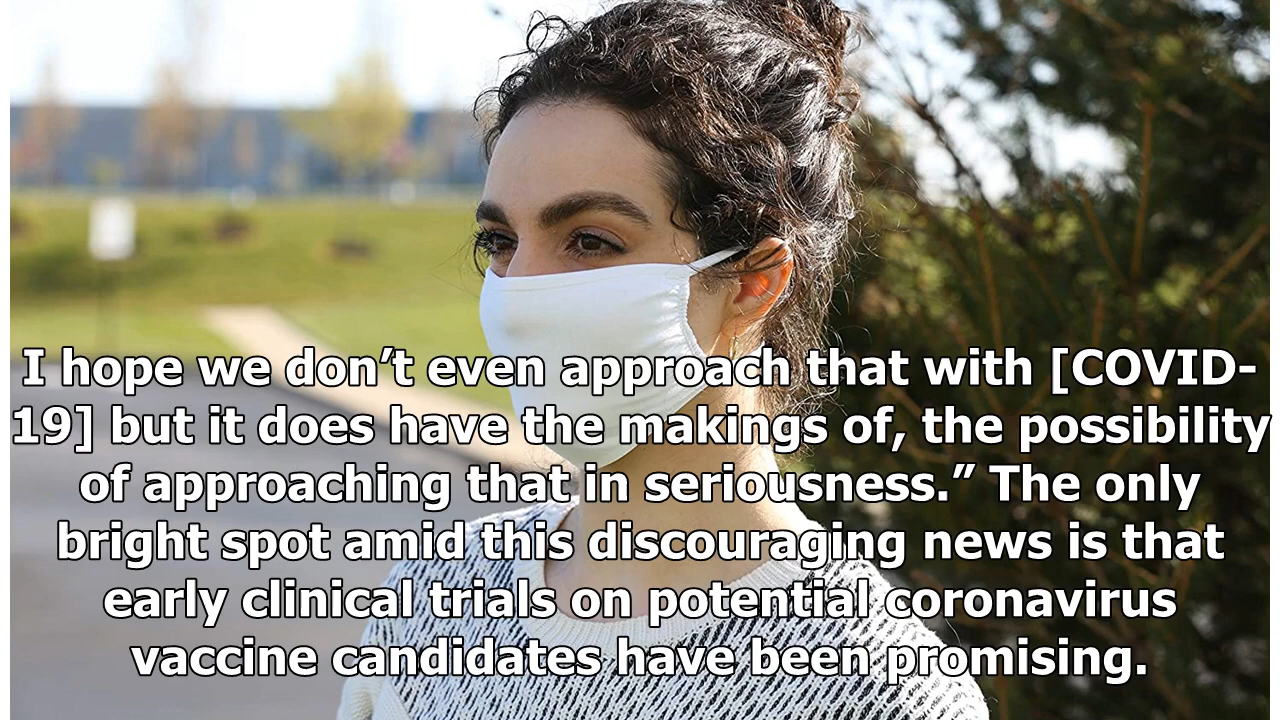 I hope we don’t even approach that with [COVID-
19] but it does have the makings of, the possibility
of approaching that in seriousness.” The only
bright spot amid this discouraging news is that
early clinical trials on potential coronavirus
vaccine candidates have been promising.